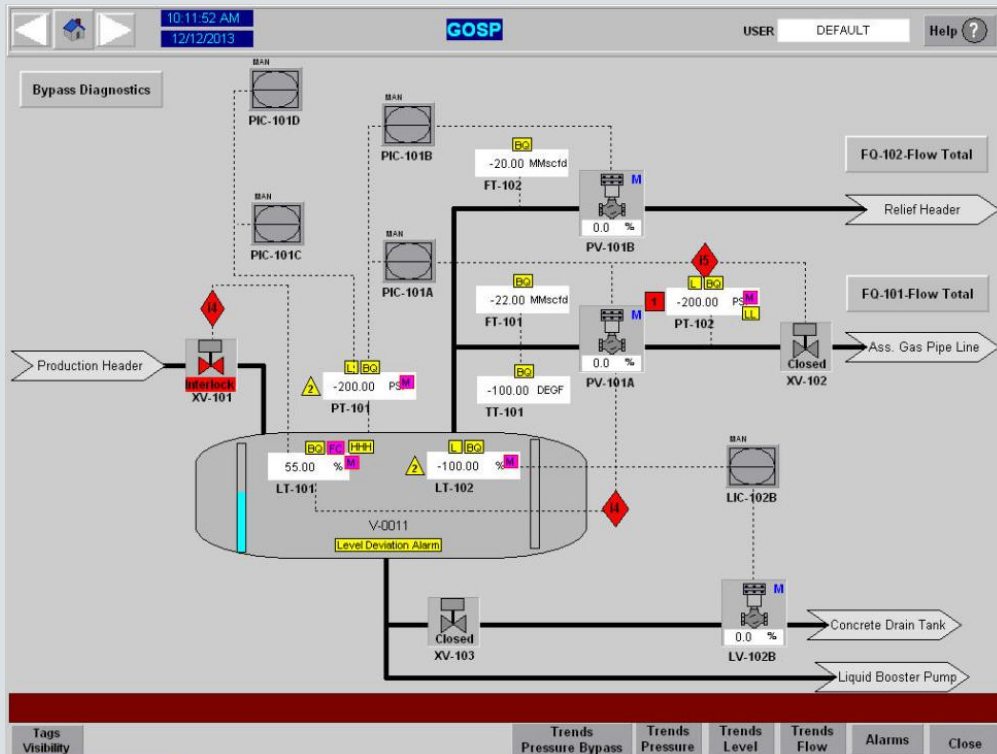 10:11:52 AM
12/12/2013
GOSP
USER
DEFAULT
Help ?
Bypass Diagnostics
MAN
PIC-101D
MAN
PIC-101B
BQ
-20.00 MMscfd
FT-102
M
0.0 %
PV-101B
FQ-102-Flow Total
Relief Header
MAN
PIC-101C
MAN
PIC-101A
I5
BQ
-22.00 MMscfd
FT-101
1
M
0.0 %
PV-101A
L BQ
-200.00 PS M
PT-102
LL
FQ-101-Flow Total
Ass. Gas Pipe Line
Closed
XV-102
I4
Production Header
Interlock
XV-101
L BQ
2
-200.00 PS M
PT-101
BQ
-100.00 DEGF
TT-101
BQ FC HHH
55.00 % M
LT-101
L BQ
2
-100.00 % M
LT-102
MAN
LIC-102B
I4
V-0011
Level Deviation Alarm
Closed
XV-103
M
0.0 %
LV-102B
Concrete Drain Tank
Liquid Booster Pump
Tags
Visibility
Trends
Pressure Bypass
Trends
Pressure
Trends
Level
Trends
Flow
Alarms
Close